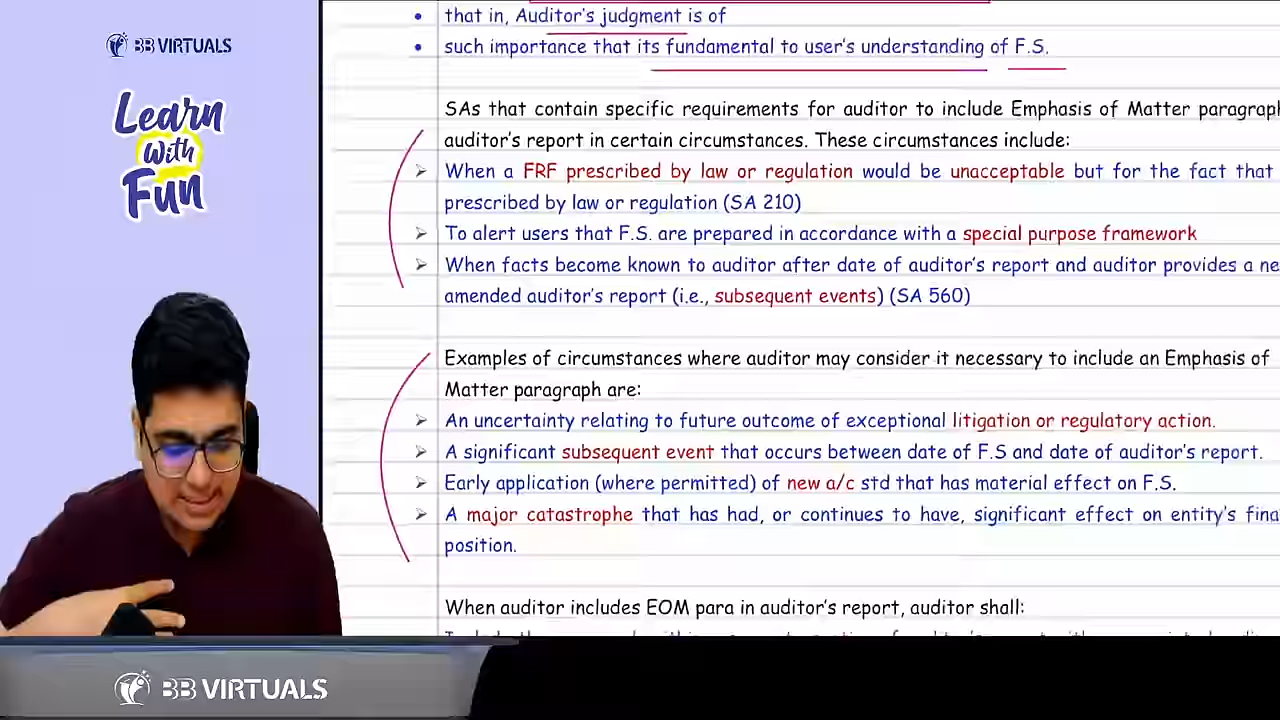 BB VIRTUALS
Learn
With
Fun
• that in, Auditor's judgment is of
• such importance that its fundamental to user's understanding of F.S.
SAs that contain specific requirements for auditor to include Emphasis of Matter paragraph
auditor's report in certain circumstances. These circumstances include:
➢ When a FRF prescribed by law or regulation would be unacceptable but for the fact that
prescribed by law or regulation (SA 210)
➢ To alert users that F.S. are prepared in accordance with a special purpose framework
➢ When facts become known to auditor after date of auditor's report and auditor provides a ne
amended auditor's report (i.e., subsequent events) (SA 560)
Examples of circumstances where auditor may consider it necessary to include an Emphasis of
Matter paragraph are:
➢ An uncertainty relating to future outcome of exceptional litigation or regulatory action.
➢ A significant subsequent event that occurs between date of F.S and date of auditor's report.
➢ Early application (where permitted) of new a/c std that has material effect on F.S.
➢ A major catastrophe that has had, or continues to have, significant effect on entity's fina
position.
When auditor includes EOM para in auditor's report, auditor shall:
BB VIRTUALS